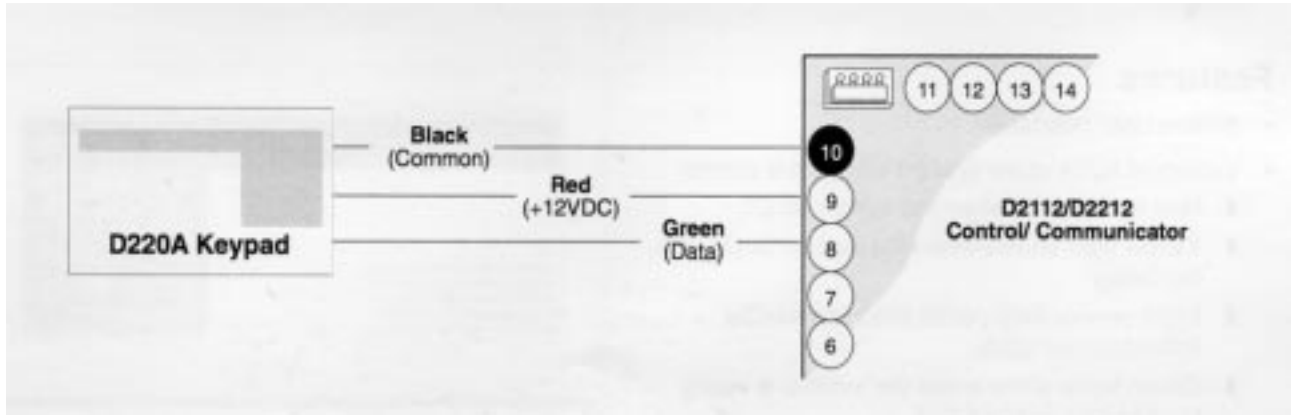 D220A Keypad
Black
(Common)
Red
(+12VDC)
Green
(Data)
11 12 13 14
10
9
8
7
6
D2112/D2212
Control/ Communicator